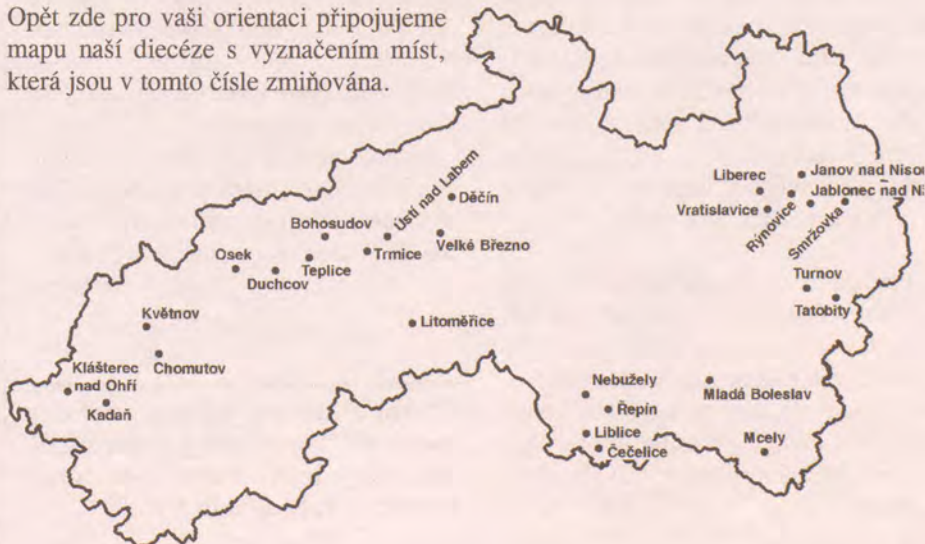 Opět zde pro vaši orientaci připojujeme
mapu naší diecéze s vyznačením míst,
která jsou v tomto čísle zmiňována.
Liberec
Janov nad Nisou
Vratislavice
Rýnovice
Jablonec nad Ni
Smržovka
Děčín
Ústí nad Labem
Bohosudov
Velké Březno
Trmice
Osek
Teplice
Duchcov
Turnov
Tatobity
Květnov
Litoměřice
Chomutov
Klášterec
nad Ohří
Kadaň
Nebužely
Mladá Boleslav
Řepín
Liblice
Mcely
Čečelice